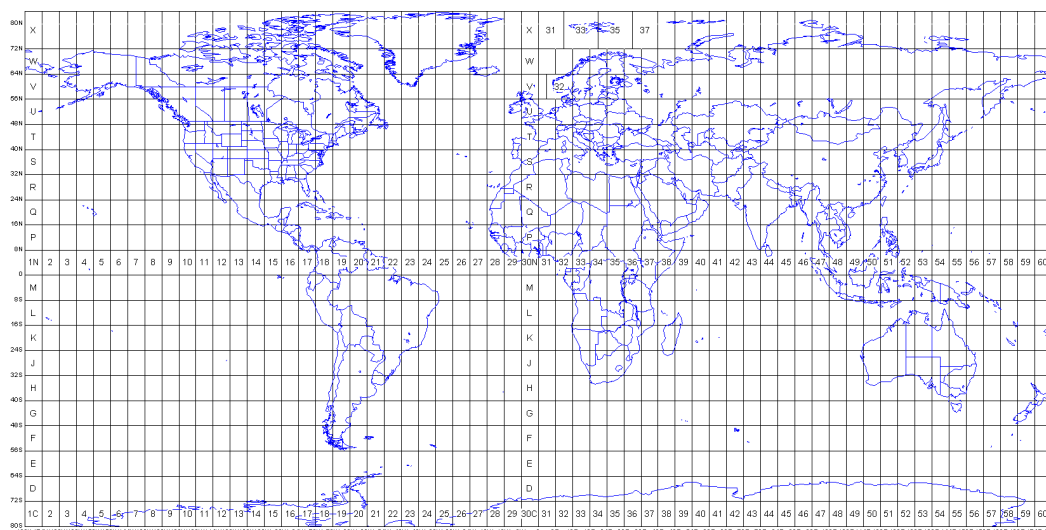 80N
X X 31 33 35 37
72N
W W
64N
V V 32
56N
U U
48N
T T
40N
S S
32N
R R
24N
Q Q
16N
P P
8N
1N 2 3 4 5 6 7 8 9 10 11 12 13 14 15 16 17 18 19 20 21 22 23 24 25 26 27 28 29 30N 31 32 33 34 35 36 37 38 39 40 41 42 43 44 45 46 47 48 49 50 51 52 53 54 55 56 57 58 59 60
0
M M
8S
L L
16S
K K
24S
J J
32S
H H
40S
G G
48S
F F
56S
E E
64S
D D
72S
1C 2 3 4 5 6 7 8 9 10 11 12 13 14 15 16 17 18 19 20 21 22 23 24 25 26 27 28 29 30C 31 32 33 34 35 36 37 38 39 40 41 42 43 44 45 46 47 48 49 50 51 52 53 54 55 56 57 58 59 60
80S